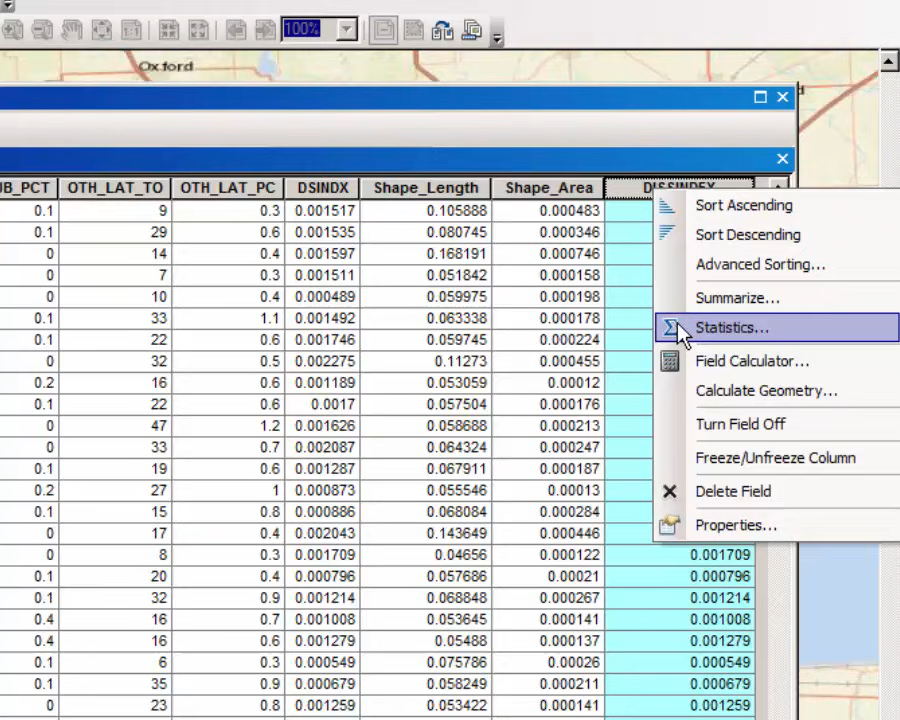 100%
Oxford
JB_PCT OTH_LAT_TO OTH_LAT_PC DSINDX Shape_Length Shape_Area DISSINDEX
0.1 9 0.3 0.001517 0.105888 0.000483
0.1 29 0.6 0.001535 0.080745 0.000346
0 14 0.4 0.001597 0.168191 0.000746
0 7 0.3 0.001511 0.051842 0.000158
0 10 0.4 0.000489 0.059975 0.000198
0.1 33 1.1 0.001492 0.063338 0.000178
0.1 22 0.6 0.001746 0.059745 0.000224
0 32 0.5 0.002275 0.11273 0.000455
0.2 16 0.6 0.001189 0.053059 0.00012
0.1 22 0.6 0.0017 0.057504 0.000176
0 47 1.2 0.001626 0.058688 0.000213
0 33 0.7 0.002087 0.064324 0.000247
0.1 19 0.6 0.001287 0.067911 0.000187
0.2 27 1 0.000873 0.055546 0.00013
0.1 15 0.8 0.000886 0.068084 0.000284
0 17 0.4 0.002043 0.143649 0.000446
0 8 0.3 0.001709 0.04656 0.000122 0.001709
0.1 20 0.4 0.000796 0.057686 0.00021 0.000796
0.1 32 0.9 0.001214 0.068848 0.000267 0.001214
0.4 16 0.7 0.001008 0.053645 0.000141 0.001008
0.4 16 0.6 0.001279 0.05488 0.000137 0.001279
0.1 6 0.3 0.000549 0.075786 0.00026 0.000549
0.1 35 0.9 0.000679 0.058249 0.000211 0.000679
0 23 0.8 0.001259 0.053422 0.000141 0.001259
Sort Ascending
Sort Descending
Advanced Sorting...
Summarize...
Statistics...
Field Calculator...
Calculate Geometry...
Turn Field Off
Freeze/Unfreeze Column
Delete Field
Properties...